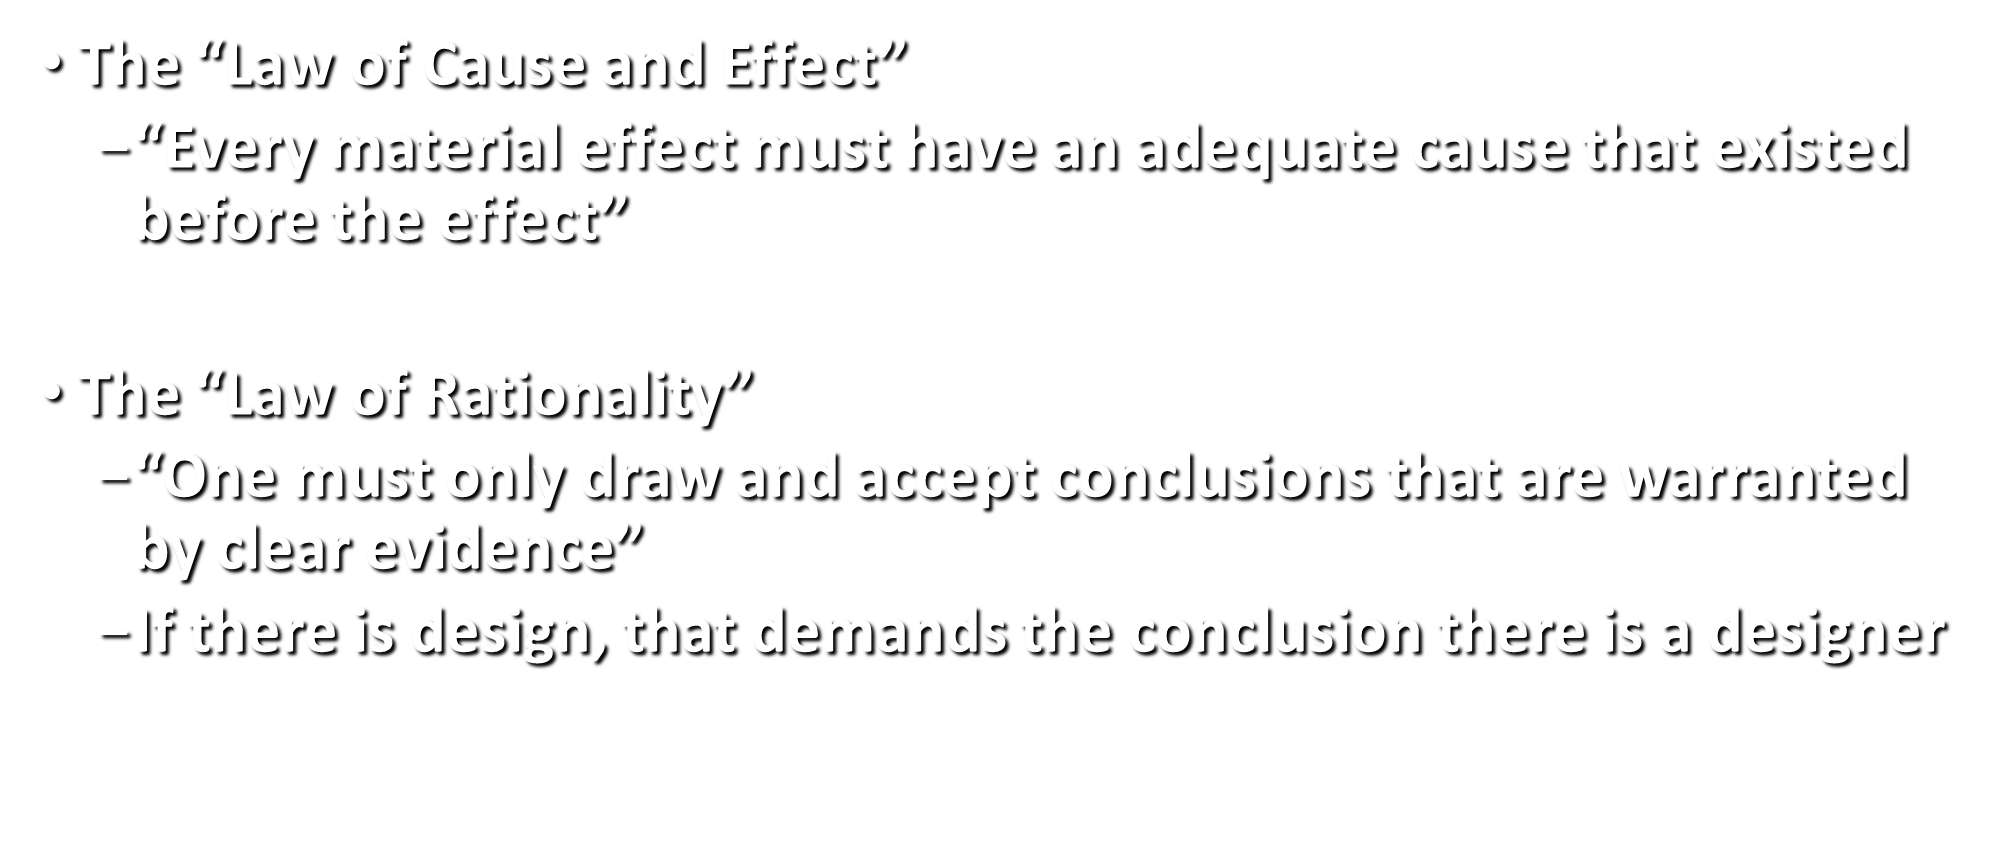 • The “Law of Cause and Effect”
–“Every material effect must have an adequate cause that existed
before the effect”
• The “Law of Rationality”
–“One must only draw and accept conclusions that are warranted
by clear evidence”
–If there is design, that demands the conclusion there is a designer